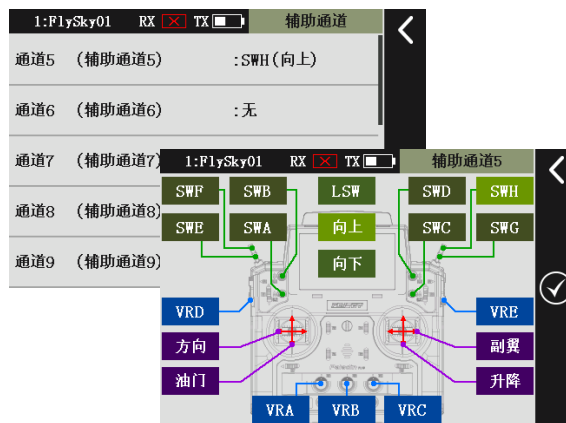 1:FlySky01 RX TX 辅助通道
通道5 (辅助通道5) :SWH(向上)
通道6 (辅助通道6) :无
通道7 (辅助通道7)
通道8 (辅助通道8)
通道9 (辅助通道9)
1:FlySky01 RX TX 辅助通道5
SWF SWB LSW SWD SWH
SWE SWA 向上 SWC SWG
向下
VRD VRE
方向 副翼
油门 升降
VRA VRB VRC